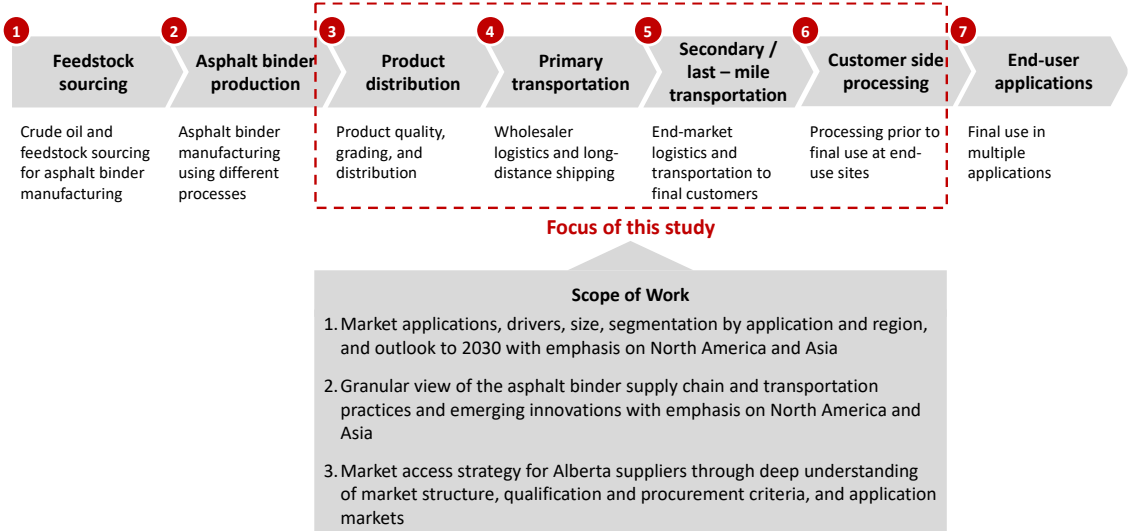 1
Feedstock
sourcing
2
Asphalt binder
production
3
Product
distribution
4
Primary
transportation
5
Secondary /
last – mile
transportation
6
Customer side
processing
7
End-user
applications
Crude oil and
feedstock sourcing
for asphalt binder
manufacturing
Asphalt binder
manufacturing
using different
processes
Product quality,
grading, and
distribution
Wholesaler
logistics and long-
distance shipping
End-market
logistics and
transportation to
final customers
Processing prior to
final use at end-
use sites
Final use in
multiple
applications
Focus of this study
Scope of Work
1. Market applications, drivers, size, segmentation by application and region,
and outlook to 2030 with emphasis on North America and Asia
2. Granular view of the asphalt binder supply chain and transportation
practices and emerging innovations with emphasis on North America and
Asia
3. Market access strategy for Alberta suppliers through deep understanding
of market structure, qualification and procurement criteria, and application
markets